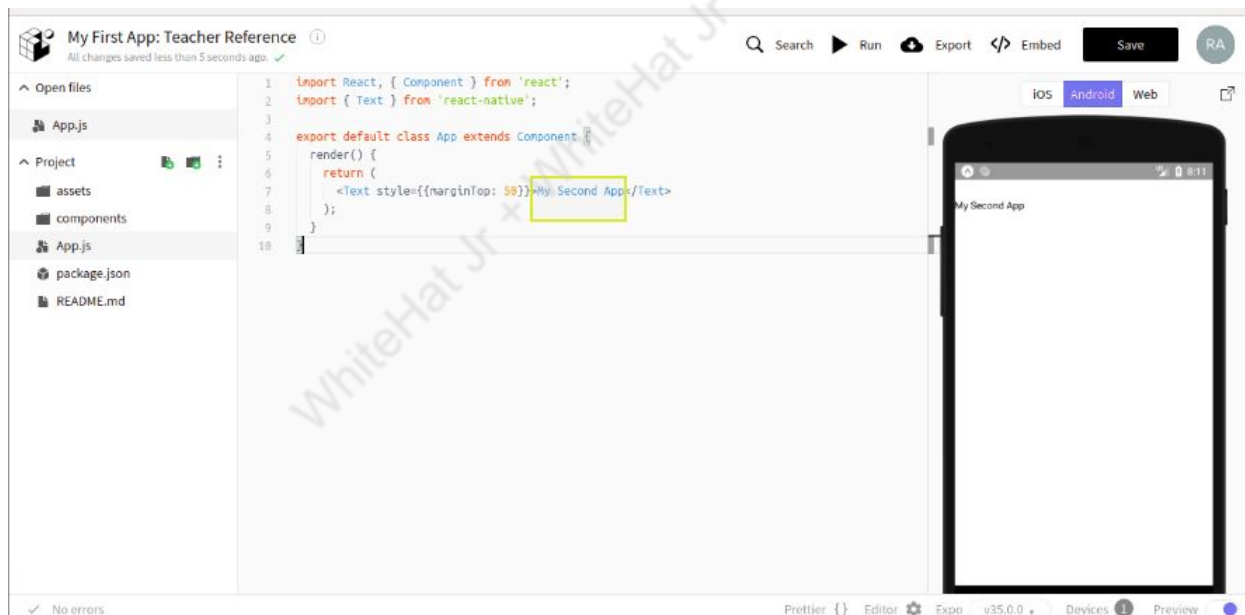 My First App: Teacher Reference
All changes saved less than 5 seconds ago.
Search Run Export Embed Save RA
Open files
App.js
Project
assets
components
App.js
package.json
README.md
1 import React, { Component } from 'react';
2 import { Text } from 'react-native';
3
4 export default class App extends Component {
5 render() {
6 return (
7 <Text style={{marginTop: 50}}>My Second App</Text>
8 );
9 }
10 }
iOS Android Web
8:11
My Second App
WhiteHat Jr + WhiteHat Jr
No errors
Prettier {} Editor Expo v35.0.0 Devices 1 Preview